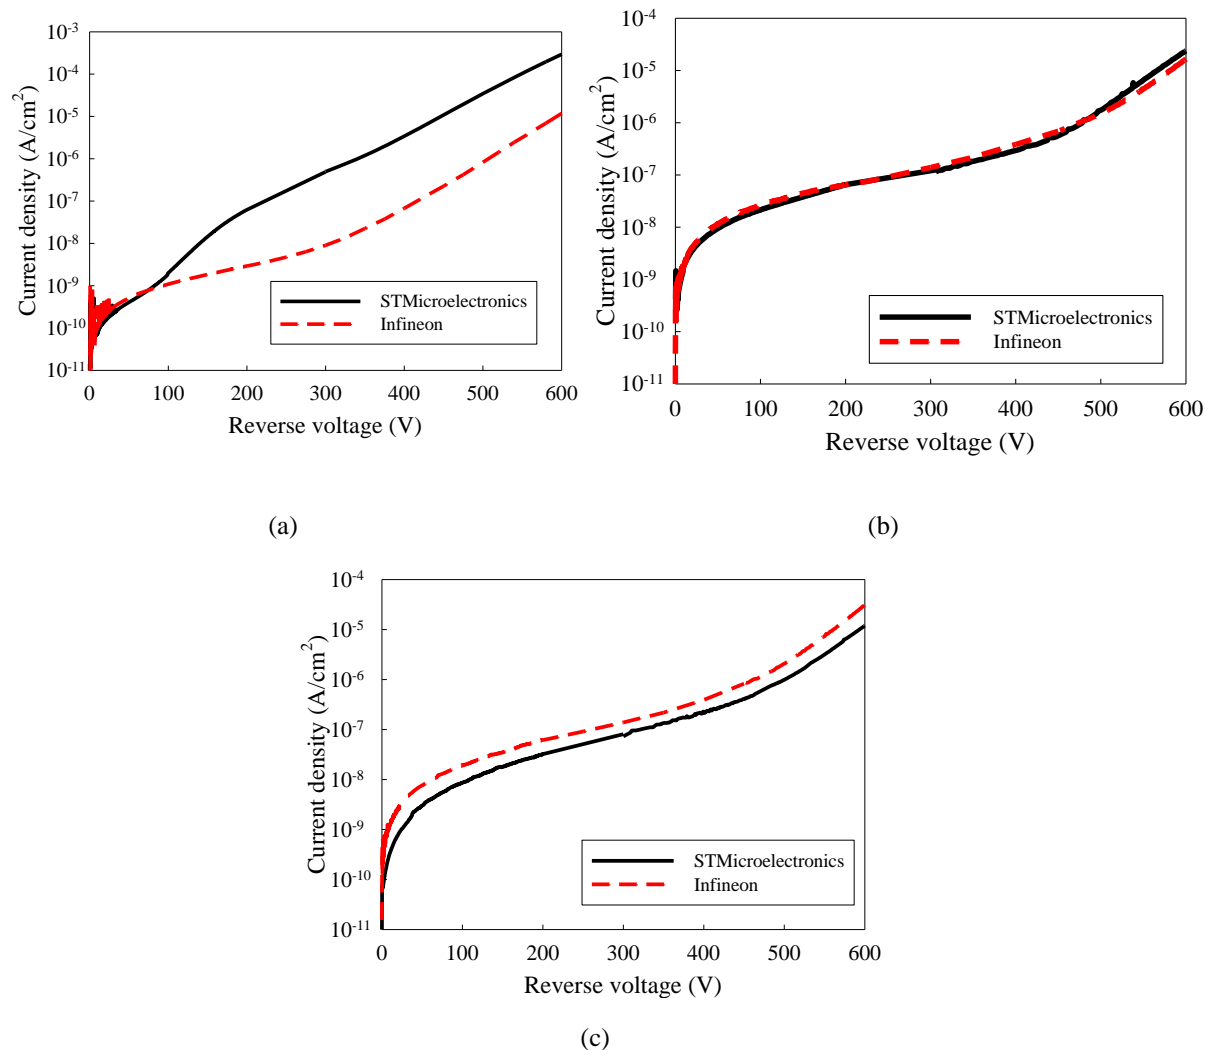 10-3
10-4
10-5
10-6
10-7
10-8
10-9
10-10
10-11
Current density (A/cm2)
STMicroelectronics
Infineon
0 100 200 300 400 500 600
Reverse voltage (V)
(a)
10-4
10-5
10-6
10-7
10-8
10-9
10-10
10-11
Current density (A/cm2)
STMicroelectronics
Infineon
0 100 200 300 400 500 600
Reverse voltage (V)
(b)
10-4
10-5
10-6
10-7
10-8
10-9
10-10
10-11
Current density (A/cm2)
STMicroelectronics
Infineon
0 100 200 300 400 500 600
Reverse voltage (V)
(c)